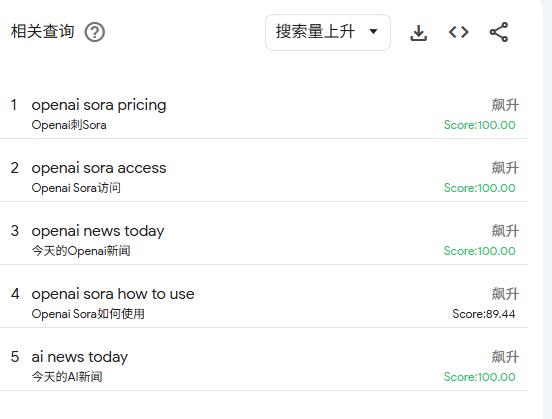 相关查询 ?
搜索量上升
1 openai sora pricing 飙升
Openai刺Sora Score:100.00
2 openai sora access 飙升
Openai Sora访问 Score:100.00
3 openai news today 飙升
今天的Openai新闻 Score:100.00
4 openai sora how to use 飙升
Openai Sora如何使用 Score:89.44
5 ai news today 飙升
今天的AI新闻 Score:100.00